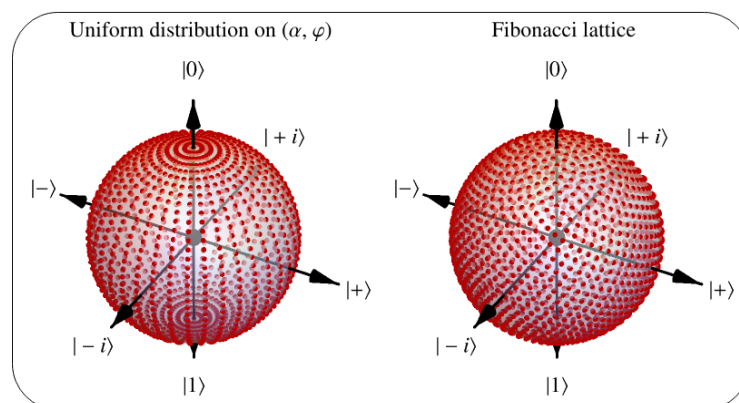 Uniform distribution on (α, φ)
Fibonacci lattice
|0⟩
|0⟩
|+i⟩
|+i⟩
|−⟩
|−⟩
|+⟩
|+⟩
|−i⟩
|−i⟩
|1⟩
|1⟩